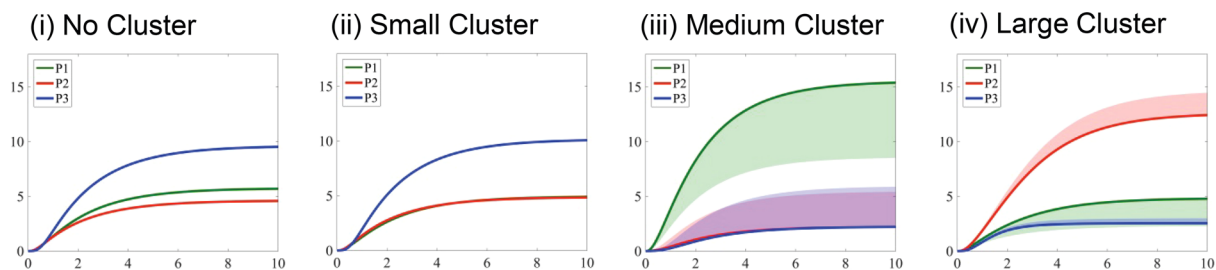 (i) No Cluster
(ii) Small Cluster
(iii) Medium Cluster
(iv) Large Cluster
15
10
5
0
P1
P2
P3
0 2 4 6 8 10
15
10
5
0
P1
P2
P3
0 2 4 6 8 10
15
10
5
0
P1
P2
P3
0 2 4 6 8 10
15
10
5
0
P1
P2
P3
0 2 4 6 8 10